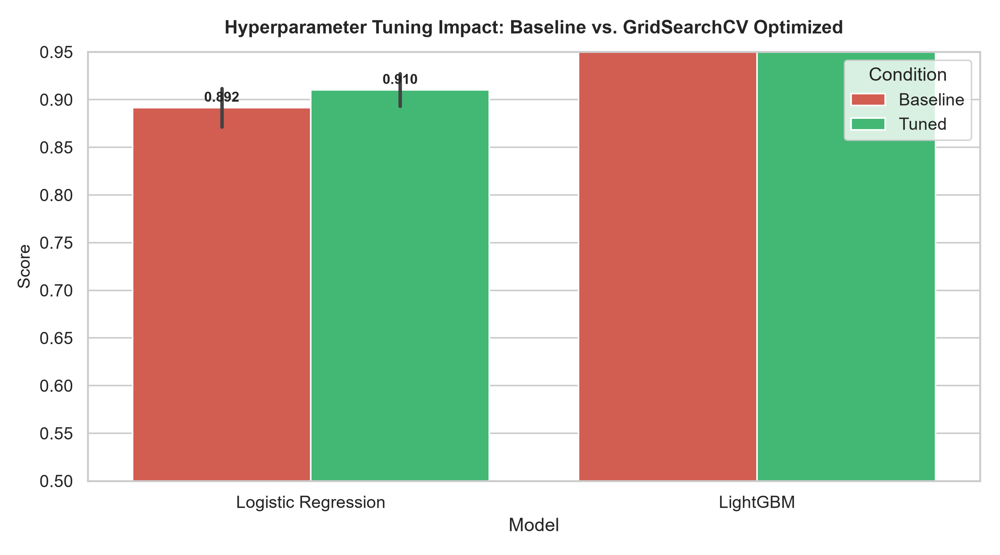 Hyperparameter Tuning Impact: Baseline vs. GridSearchCV Optimized
0.95
0.90
0.85
0.80
0.75
0.70
0.65
0.60
0.55
0.50
Score
0.892
0.910
Condition
Baseline
Tuned
Logistic Regression
LightGBM
Model